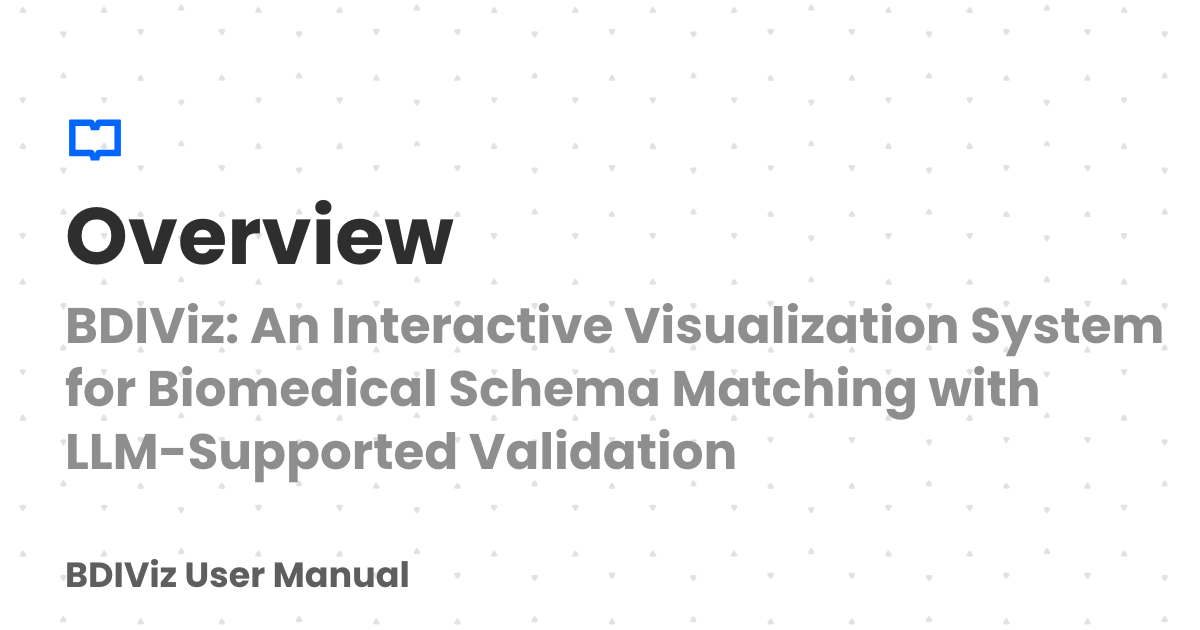 Overview
BDIViz: An Interactive Visualization System
for Biomedical Schema Matching with
LLM-Supported Validation
BDIViz User Manual